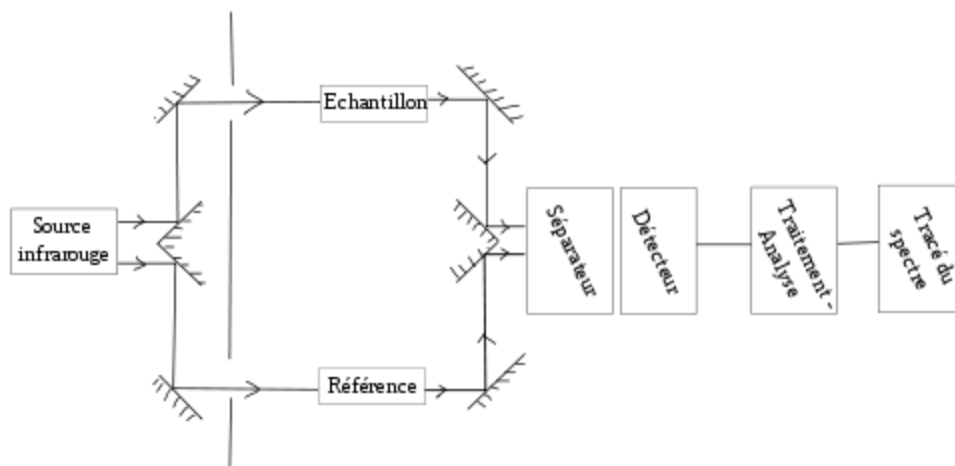 Echantillon
Source
infrarouge
Séparateur
Détecteur
Traitement -
Analyse
Tracé du
spectre
Référence